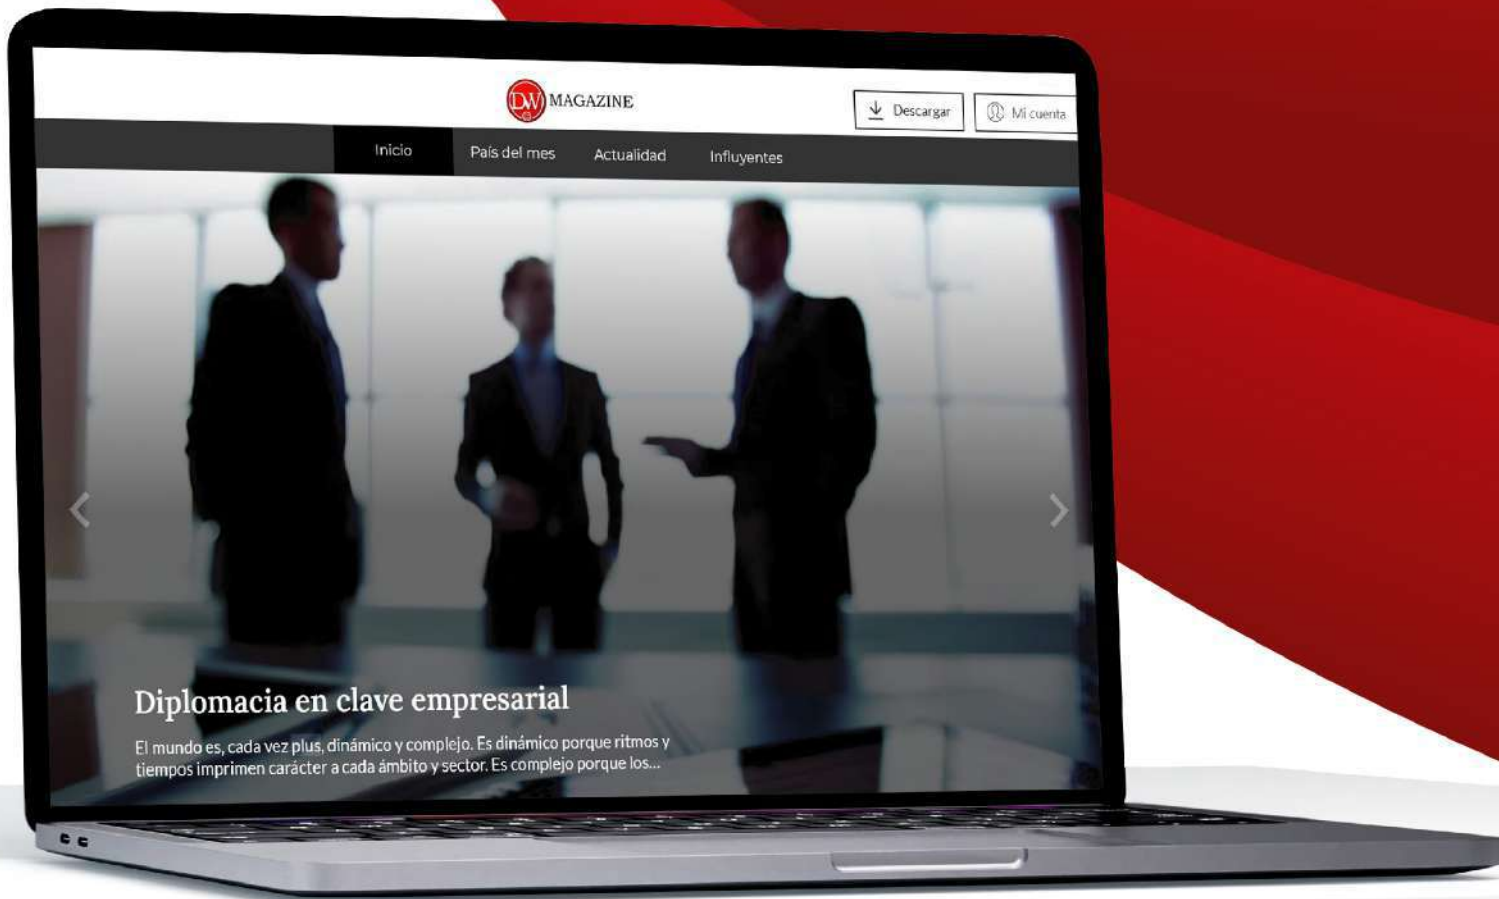 DW MAGAZINE
Descargar
Mi cuenta
Inicio
País del mes
Actualidad
Influyentes
Diplomacia en clave empresarial
El mundo es, cada vez plus, dinámico y complejo. Es dinámico porque ritmos y
tiempos imprimen carácter a cada ámbito y sector. Es complejo porque los...